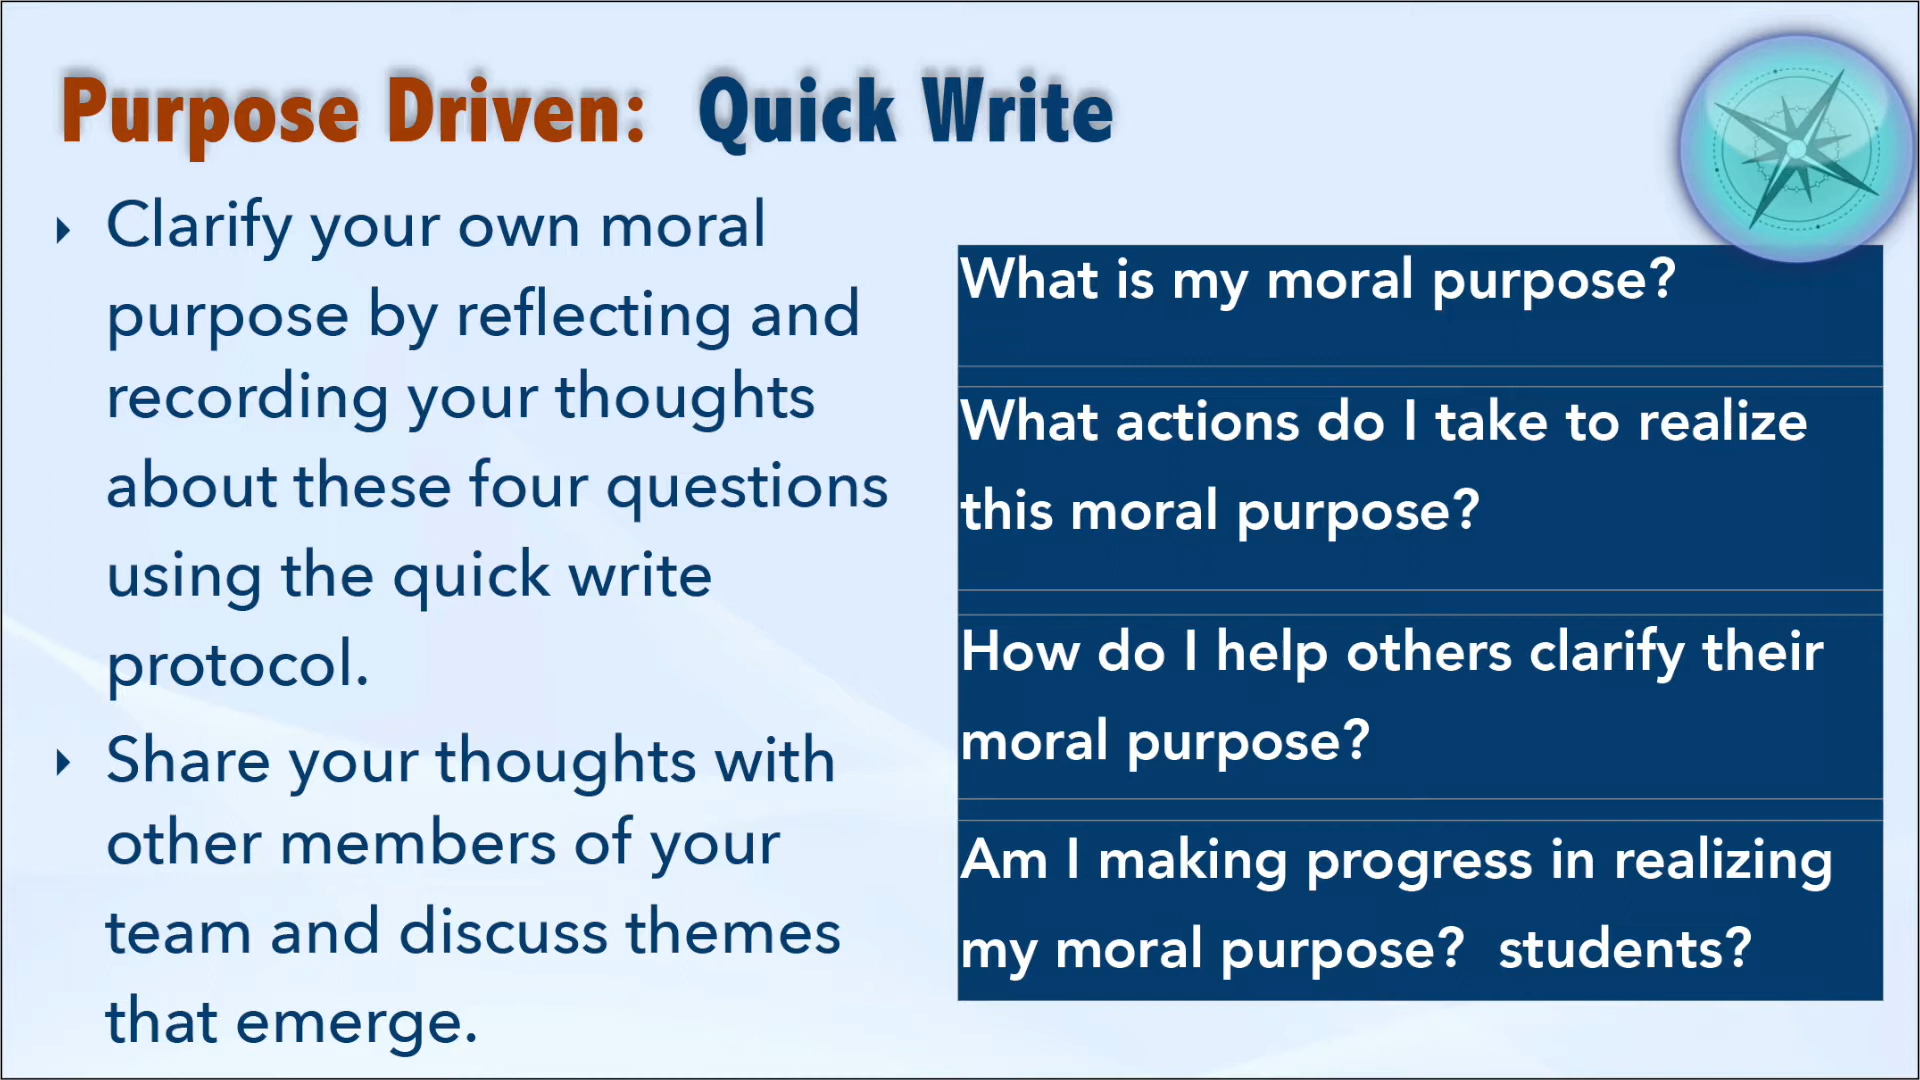 Purpose Driven:  Quick Write
Clarify your own moral
purpose by reflecting and
recording your thoughts
about these four questions
using the quick write
protocol.
Share your thoughts with
other members of your
team and discuss themes
that emerge.
What is my moral purpose?
What actions do I take to realize
this moral purpose?
How do I help others clarify their
moral purpose?
Am I making progress in realizing
my moral purpose?  students?